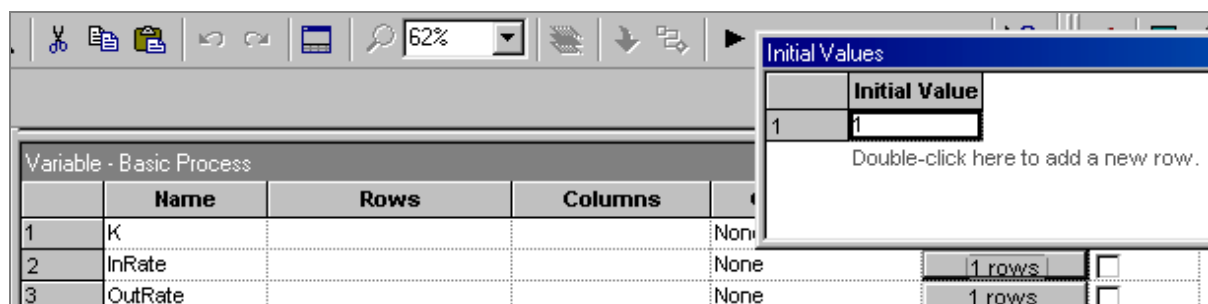 62%
Initial Values
Initial Value
1 1
Double-click here to add a new row.
Variable - Basic Process
Name Rows Columns
1 K None
2 InRate None 1 rows
3 OutRate None 1 rows